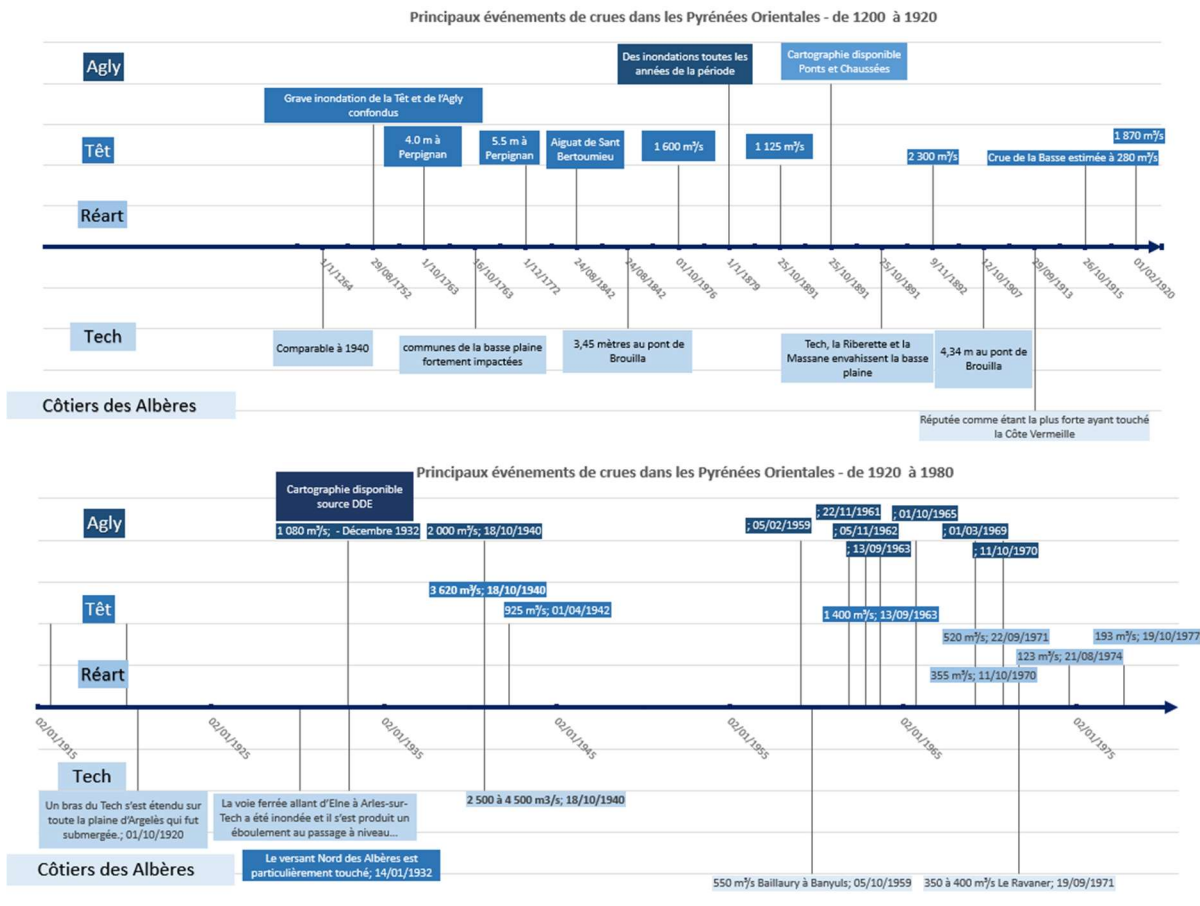 Principaux événements de crues dans les Pyrénées Orientales - de 1200 à 1920
Agly
Des inondations toutes les
années de la période
Cartographie disponible
Ponts et Chaussées
Grave inondation de la Têt et de l'Agly
confondus
Têt
4.0 m à
Perpignan
5.5 m à
Perpignan
Aiguat de Sant
Bertoumieu
1 600 m³/s
1 125 m³/s
2 300 m³/s
Crue de la Basse estimée à 280 m³/s
1 870 m³/s
Réart
1/1/1264
29/08/1752
1/10/1763
16/10/1763
1/12/1772
24/08/1842
24/08/1842
01/10/1976
1/1/1879
25/10/1891
25/10/1891
25/10/1891
9/11/1892
12/10/1907
29/09/1913
26/10/1915
01/02/1920
Tech
Comparable à 1940
communes de la basse plaine
fortement impactées
3,45 mètres au pont de
Brouilla
Tech, la Riberette et la
Massane envahissent la basse
plaine
4,34 m au pont de
Brouilla
Côtiers des Albères
Réputée comme étant la plus forte ayant touché
la Côte Vermeille
Principaux événements de crues dans les Pyrénées Orientales - de 1920 à 1980
Cartographie disponible
source DDE
Agly
1 080 m³/s; - Décembre 1932
2 000 m³/s; 18/10/1940
; 05/02/1959
; 22/11/1961
; 05/11/1962
; 13/09/1963
; 01/10/1965
; 01/03/1969
; 11/10/1970
Têt
3 620 m³/s; 18/10/1940
925 m³/s; 01/04/1942
1 400 m³/s; 13/09/1963
Réart
520 m³/s; 22/09/1971
193 m³/s; 19/10/1977
123 m³/s; 21/08/1974
355 m³/s; 11/10/1970
02/01/1915
02/01/1925
02/01/1935
02/01/1945
02/01/1955
02/01/1965
02/01/1975
Tech
Un bras du Tech s'est étendu sur
toute la plaine d'Argelès qui fut
submergée.; 01/10/1920
La voie ferrée allant d'Elne à Arles-sur-
Tech a été inondée et il s'est produit un
éboulement au passage à niveau...
2 500 à 4 500 m3/s; 18/10/1940
Côtiers des Albères
Le versant Nord des Albères est
particulièrement touché; 14/01/1932
550 m³/s Baillaury à Banyuls; 05/10/1959
350 à 400 m³/s Le Ravaner; 19/09/1971